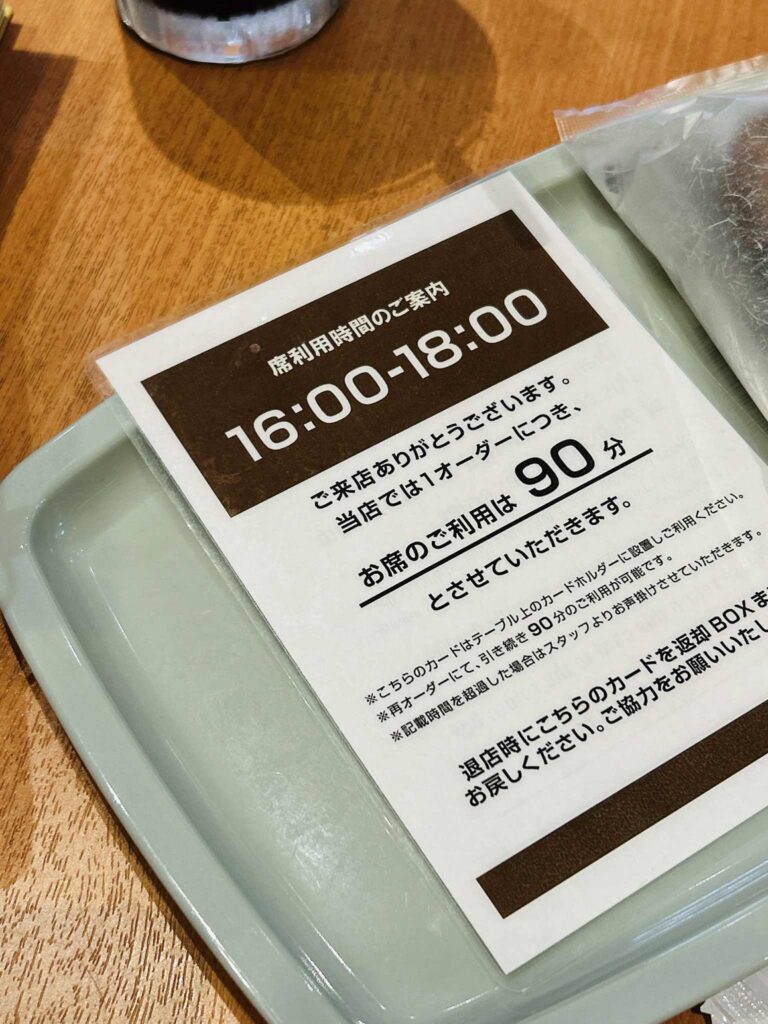 席利用時間のご案内
16:00-18:00
ご来店ありがとうございます。
当店では1オーダーにつき、
お席のご利用は 90 分
とさせていただきます。
※こちらのカードはテーブル上のカードホルダーに設置しご利用ください。
※再オーダーにて、引き続き90分のご利用が可能です。
※記載時間を超過した場合はスタッフよりお声掛けさせていただきます。
退店時にこちらのカードを返却BOXま
お戻しください。ご協力をお願いいたし